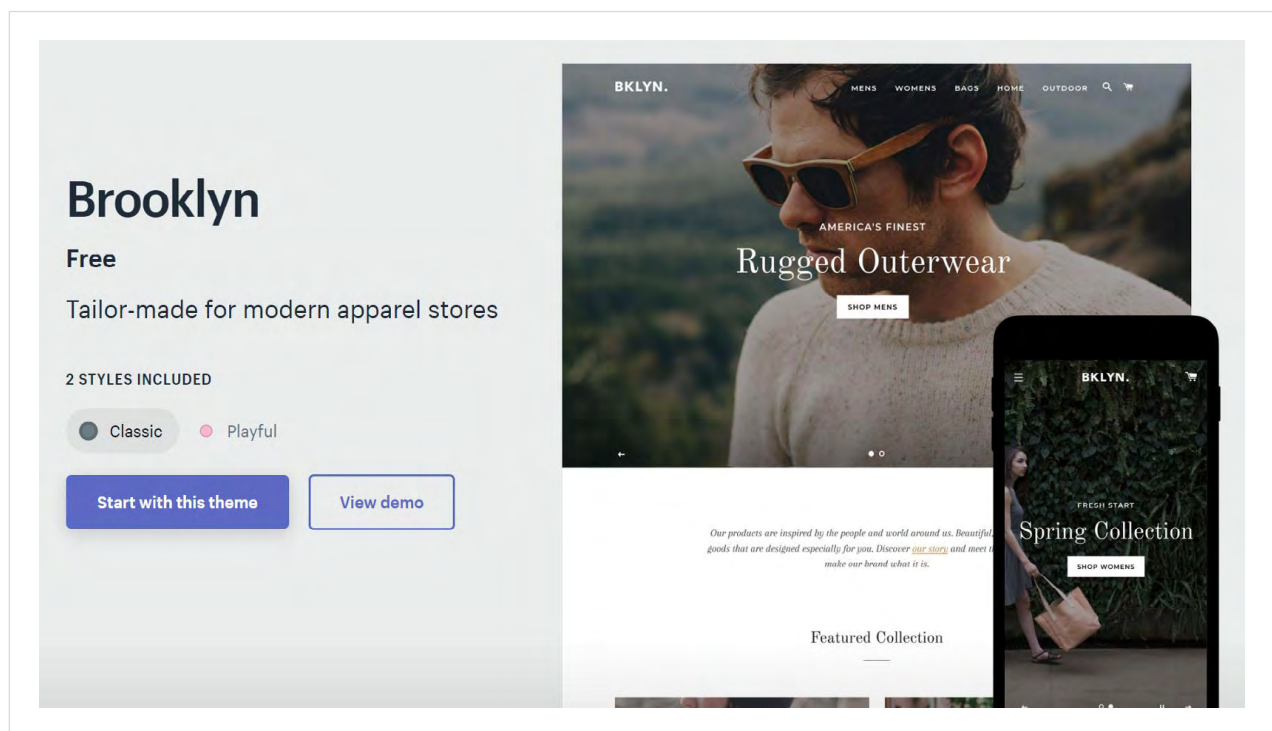 Brooklyn
Free
Tailor-made for modern apparel stores
2 STYLES INCLUDED
Classic
Playful
Start with this theme
View demo
BKLYN.
MENS WOMENS BAGS HOME OUTDOOR
AMERICA'S FINEST
Rugged Outerwear
SHOP MENS
Our products are inspired by the people and world around us. Beautiful,
goods that are designed especially for you. Discover our story and meet
make our brand what it is.
Featured Collection
BKLYN.
FRESH START
Spring Collection
SHOP WOMENS